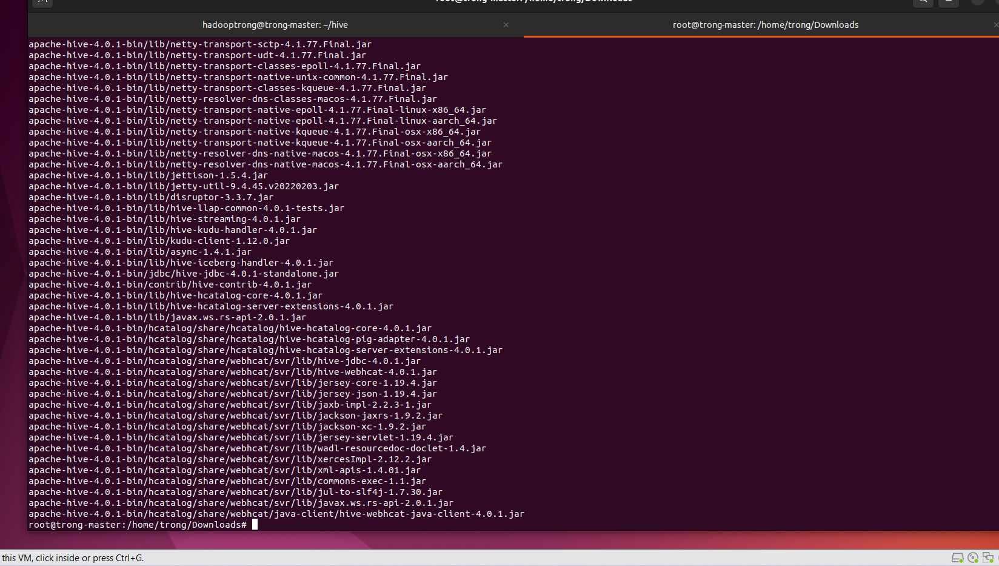 root@trong-master: /home/trong/Downloads
hadooptrong@trong-master: ~/hive
root@trong-master: /home/trong/Downloads
apache-hive-4.0.1-bin/lib/netty-transport-sctp-4.1.77.Final.jar
apache-hive-4.0.1-bin/lib/netty-transport-udt-4.1.77.Final.jar
apache-hive-4.0.1-bin/lib/netty-transport-classes-epoll-4.1.77.Final.jar
apache-hive-4.0.1-bin/lib/netty-transport-native-unix-common-4.1.77.Final.jar
apache-hive-4.0.1-bin/lib/netty-transport-classes-kqueue-4.1.77.Final.jar
apache-hive-4.0.1-bin/lib/netty-resolver-dns-classes-macos-4.1.77.Final.jar
apache-hive-4.0.1-bin/lib/netty-transport-native-epoll-4.1.77.Final-linux-x86_64.jar
apache-hive-4.0.1-bin/lib/netty-transport-native-epoll-4.1.77.Final-linux-aarch_64.jar
apache-hive-4.0.1-bin/lib/netty-transport-native-kqueue-4.1.77.Final-osx-x86_64.jar
apache-hive-4.0.1-bin/lib/netty-transport-native-kqueue-4.1.77.Final-osx-aarch_64.jar
apache-hive-4.0.1-bin/lib/netty-resolver-dns-native-macos-4.1.77.Final-osx-x86_64.jar
apache-hive-4.0.1-bin/lib/netty-resolver-dns-native-macos-4.1.77.Final-osx-aarch_64.jar
apache-hive-4.0.1-bin/lib/jettison-1.5.4.jar
apache-hive-4.0.1-bin/lib/jetty-util-9.4.45.v20220203.jar
apache-hive-4.0.1-bin/lib/disruptor-3.3.7.jar
apache-hive-4.0.1-bin/lib/hive-llap-common-4.0.1-tests.jar
apache-hive-4.0.1-bin/lib/hive-streaming-4.0.1.jar
apache-hive-4.0.1-bin/lib/hive-kudu-handler-4.0.1.jar
apache-hive-4.0.1-bin/lib/kudu-client-1.12.0.jar
apache-hive-4.0.1-bin/lib/async-1.4.1.jar
apache-hive-4.0.1-bin/lib/hive-iceberg-handler-4.0.1.jar
apache-hive-4.0.1-bin/jdbc/hive-jdbc-4.0.1-standalone.jar
apache-hive-4.0.1-bin/contrib/hive-contrib-4.0.1.jar
apache-hive-4.0.1-bin/lib/hive-hcatalog-core-4.0.1.jar
apache-hive-4.0.1-bin/lib/hive-hcatalog-server-extensions-4.0.1.jar
apache-hive-4.0.1-bin/lib/javax.ws.rs-api-2.0.1.jar
apache-hive-4.0.1-bin/hcatalog/share/hcatalog/hive-hcatalog-core-4.0.1.jar
apache-hive-4.0.1-bin/hcatalog/share/hcatalog/hive-hcatalog-pig-adapter-4.0.1.jar
apache-hive-4.0.1-bin/hcatalog/share/hcatalog/hive-hcatalog-server-extensions-4.0.1.jar
apache-hive-4.0.1-bin/hcatalog/share/webhcat/svr/lib/hive-jdbc-4.0.1.jar
apache-hive-4.0.1-bin/hcatalog/share/webhcat/svr/lib/hive-webhcat-4.0.1.jar
apache-hive-4.0.1-bin/hcatalog/share/webhcat/svr/lib/jersey-core-1.19.4.jar
apache-hive-4.0.1-bin/hcatalog/share/webhcat/svr/lib/jersey-json-1.19.4.jar
apache-hive-4.0.1-bin/hcatalog/share/webhcat/svr/lib/jaxb-impl-2.2.3-1.jar
apache-hive-4.0.1-bin/hcatalog/share/webhcat/svr/lib/jackson-jaxrs-1.9.2.jar
apache-hive-4.0.1-bin/hcatalog/share/webhcat/svr/lib/jackson-xc-1.9.2.jar
apache-hive-4.0.1-bin/hcatalog/share/webhcat/svr/lib/jersey-servlet-1.19.4.jar
apache-hive-4.0.1-bin/hcatalog/share/webhcat/svr/lib/wadl-resourcedoc-doclet-1.4.jar
apache-hive-4.0.1-bin/hcatalog/share/webhcat/svr/lib/xercesImpl-2.12.2.jar
apache-hive-4.0.1-bin/hcatalog/share/webhcat/svr/lib/xml-apis-1.4.01.jar
apache-hive-4.0.1-bin/hcatalog/share/webhcat/svr/lib/commons-exec-1.1.jar
apache-hive-4.0.1-bin/hcatalog/share/webhcat/svr/lib/jul-to-slf4j-1.7.30.jar
apache-hive-4.0.1-bin/hcatalog/share/webhcat/svr/lib/javax.ws.rs-api-2.0.1.jar
apache-hive-4.0.1-bin/hcatalog/share/webhcat/java-client/hive-webhcat-java-client-4.0.1.jar
root@trong-master:/home/trong/Downloads#
this VM, click inside or press Ctrl+G.